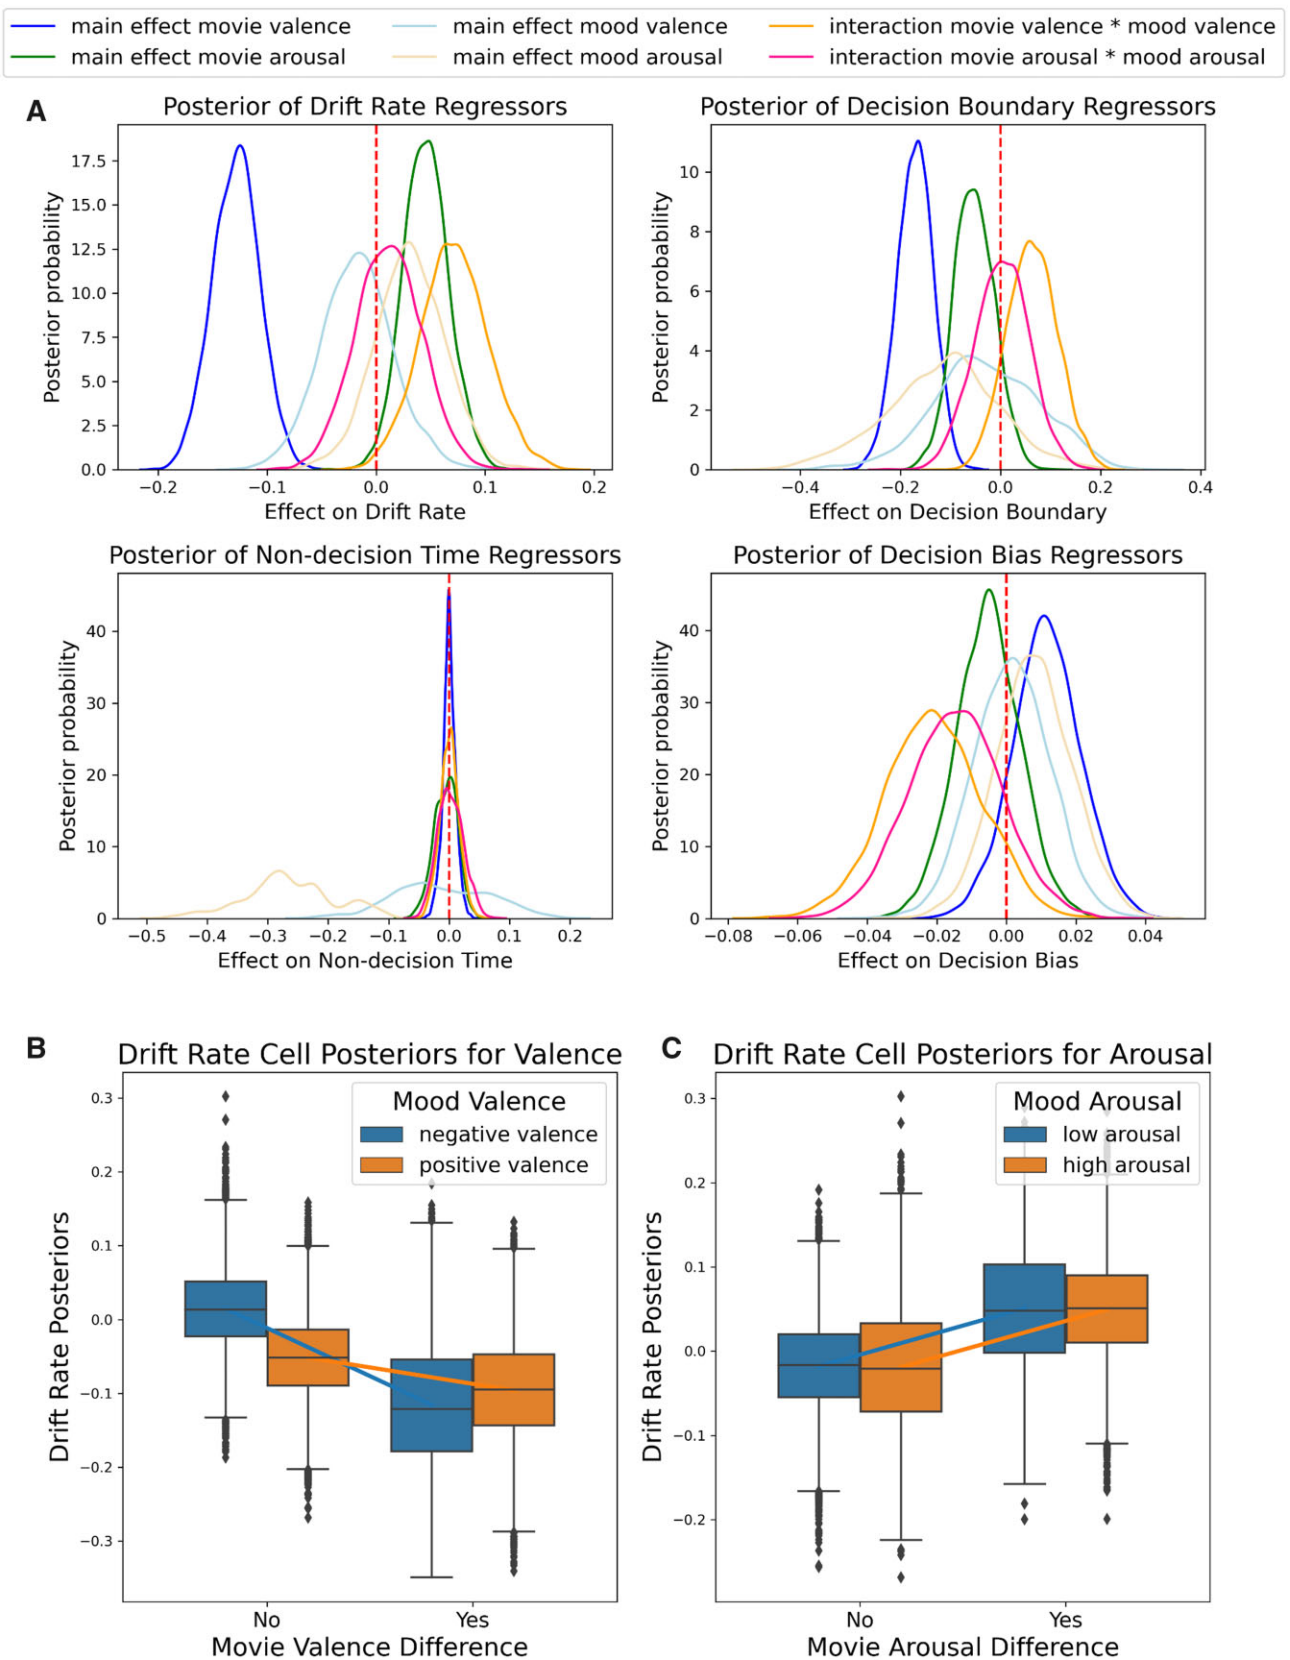 main effect movie valence
main effect mood valence
interaction movie valence * mood valence
main effect movie arousal
main effect mood arousal
interaction movie arousal * mood arousal
A
Posterior of Drift Rate Regressors
Posterior probability
17.5
15.0
12.5
10.0
7.5
5.0
2.5
0.0
−0.2
−0.1
0.0
0.1
0.2
Effect on Drift Rate
Posterior of Decision Boundary Regressors
Posterior probability
10
8
6
4
2
0
−0.4
−0.2
0.0
0.2
0.4
Effect on Decision Boundary
Posterior of Non-decision Time Regressors
Posterior probability
40
30
20
10
0
−0.5
−0.4
−0.3
−0.2
−0.1
0.0
0.1
0.2
Effect on Non-decision Time
Posterior of Decision Bias Regressors
Posterior probability
40
30
20
10
0
−0.08
−0.06
−0.04
−0.02
0.00
0.02
0.04
Effect on Decision Bias
B
Drift Rate Cell Posteriors for Valence
Mood Valence
negative valence
positive valence
Drift Rate Posteriors
0.3
0.2
0.1
0.0
−0.1
−0.2
−0.3
No
Yes
Movie Valence Difference
C
Drift Rate Cell Posteriors for Arousal
Mood Arousal
low arousal
high arousal
Drift Rate Posteriors
0.3
0.2
0.1
0.0
−0.1
−0.2
No
Yes
Movie Arousal Difference